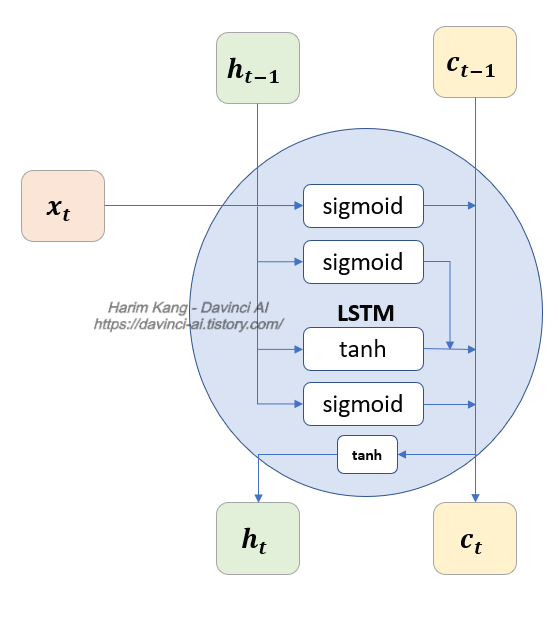 h_{t-1}
c_{t-1}
x_t
sigmoid
sigmoid
Harim Kang - Davinci AI
https://davinci-ai.tistory.com/
LSTM
tanh
sigmoid
tanh
h_t
c_t